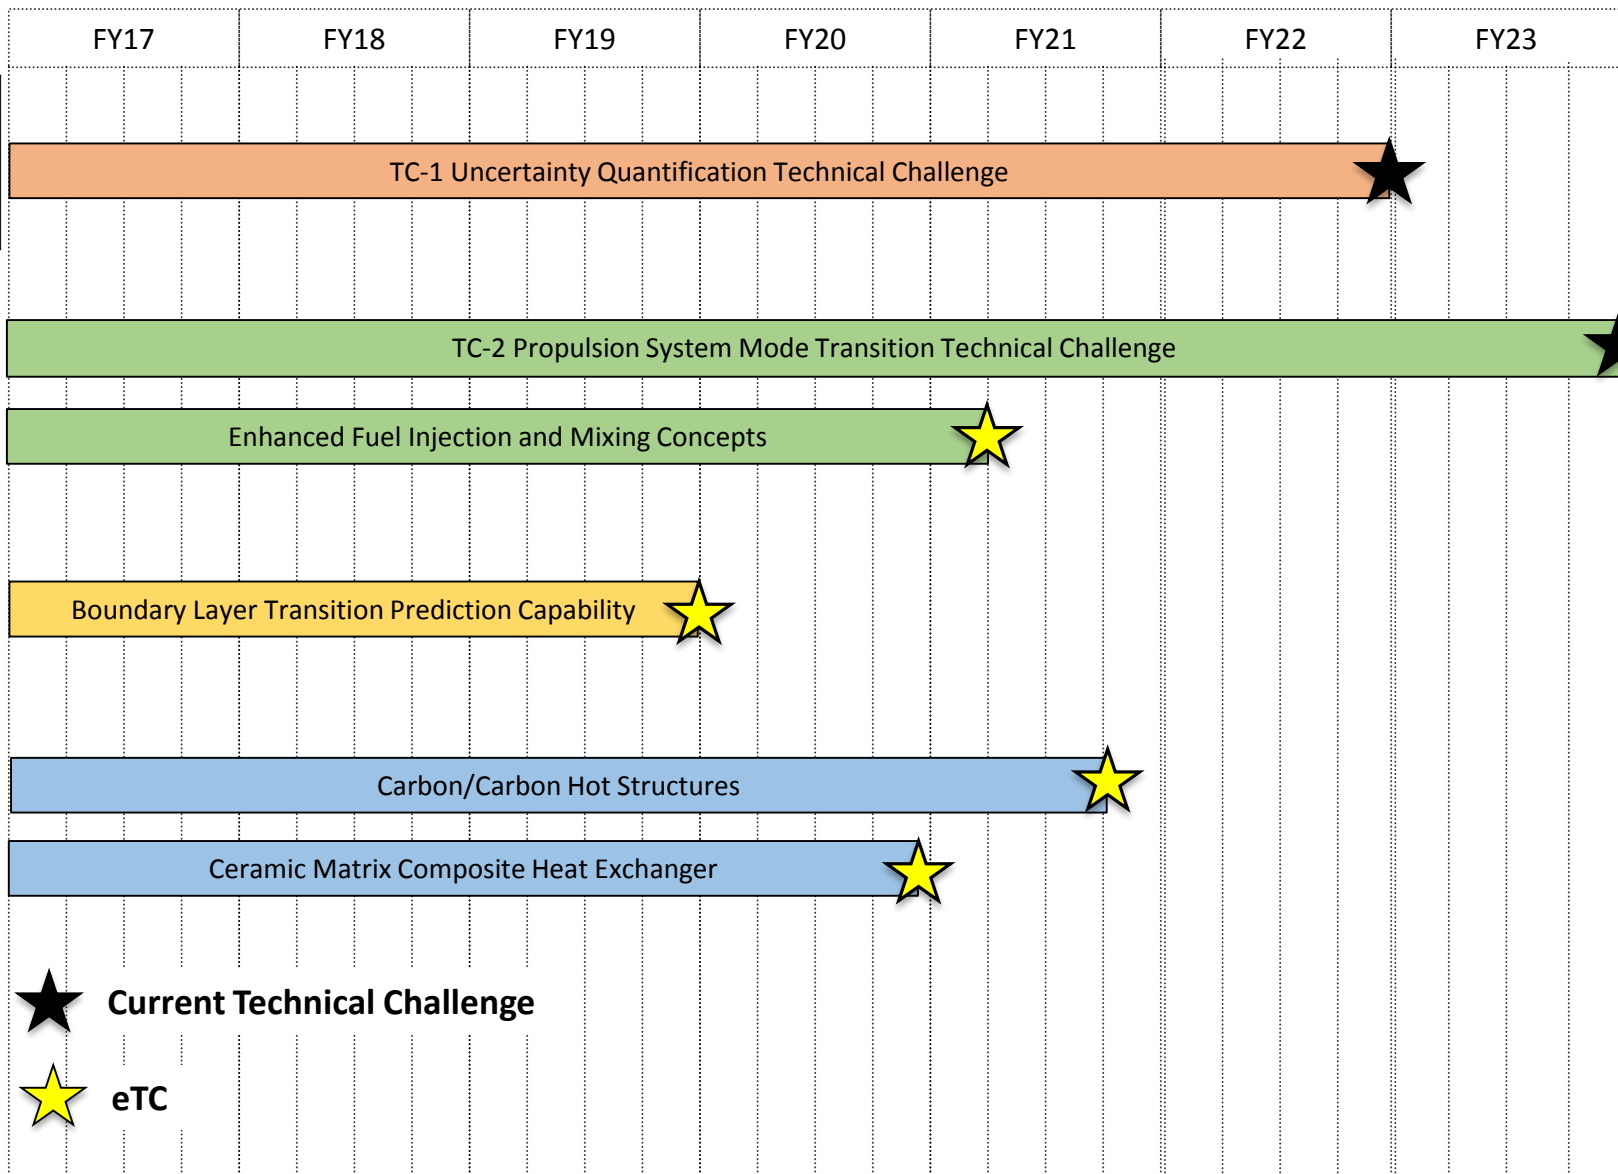 FY17 FY18 FY19 FY20 FY21 FY22 FY23
TC-1 Uncertainty Quantification Technical Challenge
TC-2 Propulsion System Mode Transition Technical Challenge
Enhanced Fuel Injection and Mixing Concepts
Boundary Layer Transition Prediction Capability
Carbon/Carbon Hot Structures
Ceramic Matrix Composite Heat Exchanger
Current Technical Challenge
eTC